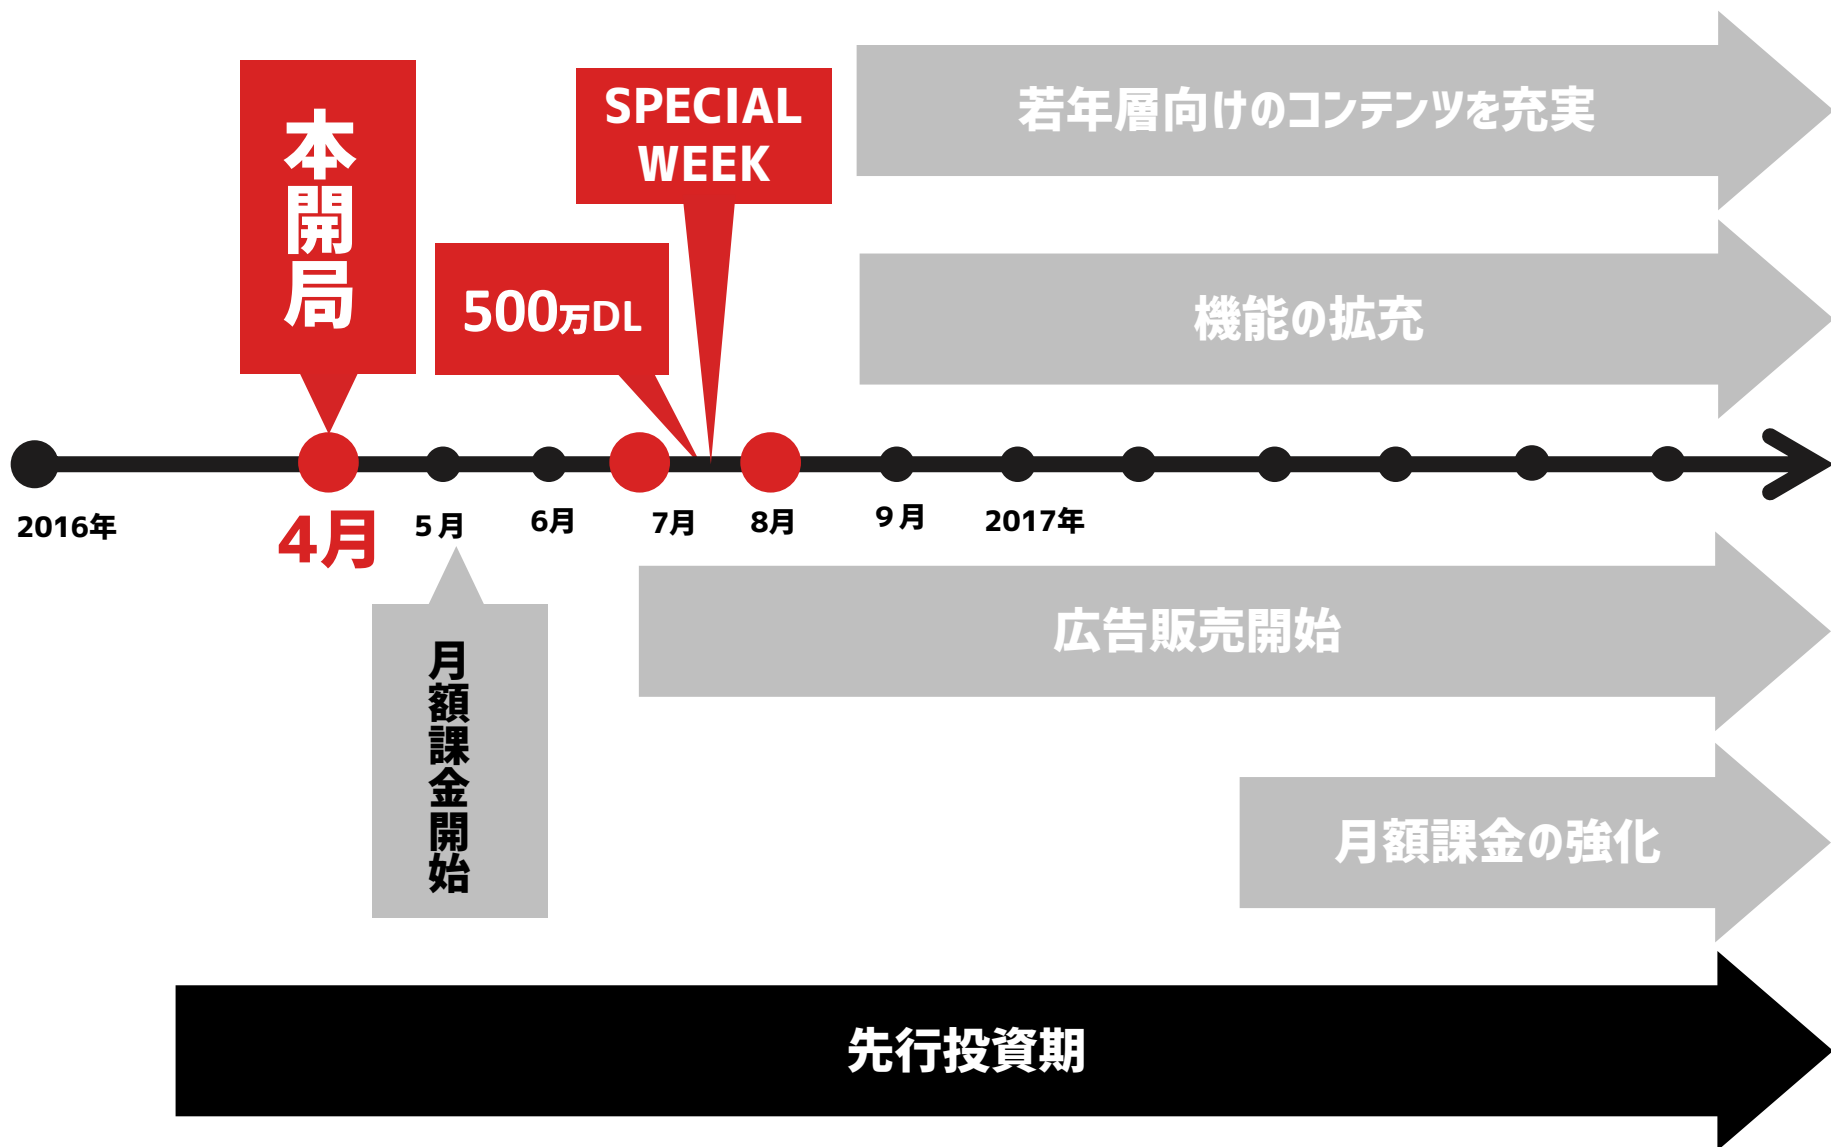 本開局
500万DL
SPECIAL
WEEK
若年層向けのコンテンツを充実
機能の拡充
2016年
4月
5月
6月
7月
8月
9月
2017年
月額課金開始
広告販売開始
月額課金の強化
先行投資期